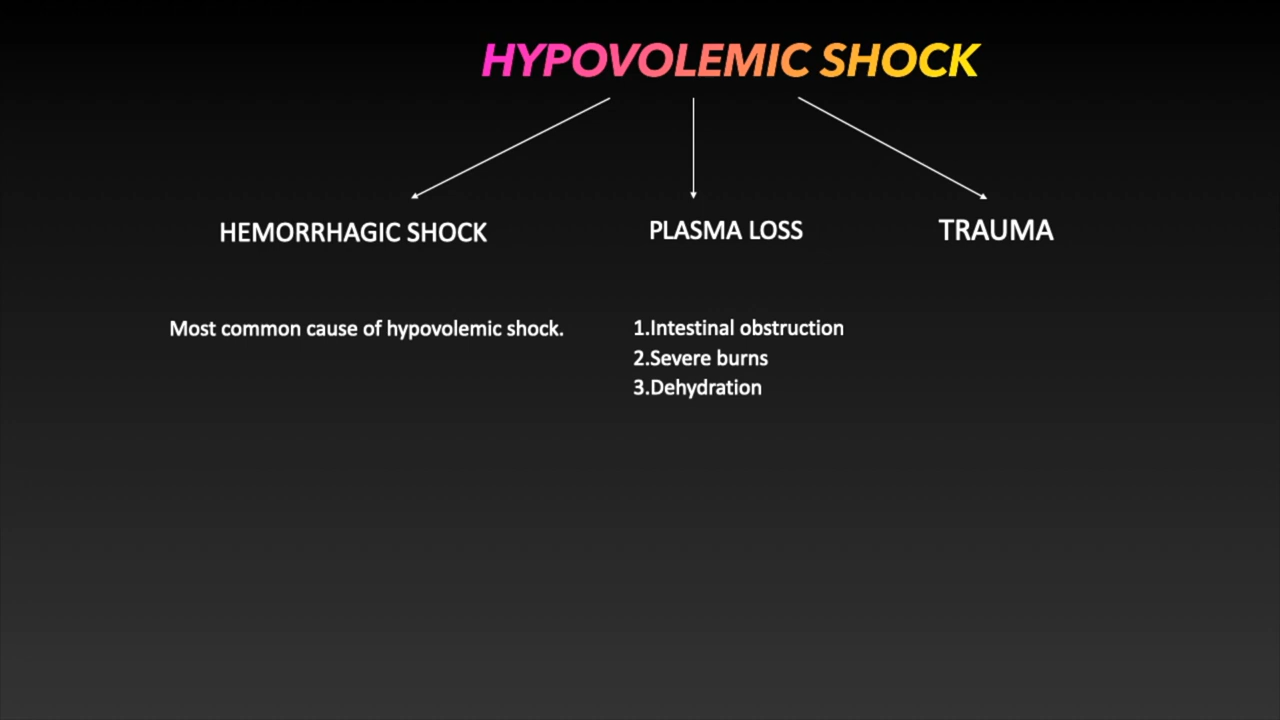 HYPOVOLEMIC SHOCK
HEMORRHAGIC SHOCK
PLASMA LOSS
TRAUMA
Most common cause of hypovolemic shock.
1.Intestinal obstruction
2.Severe burns
3.Dehydration